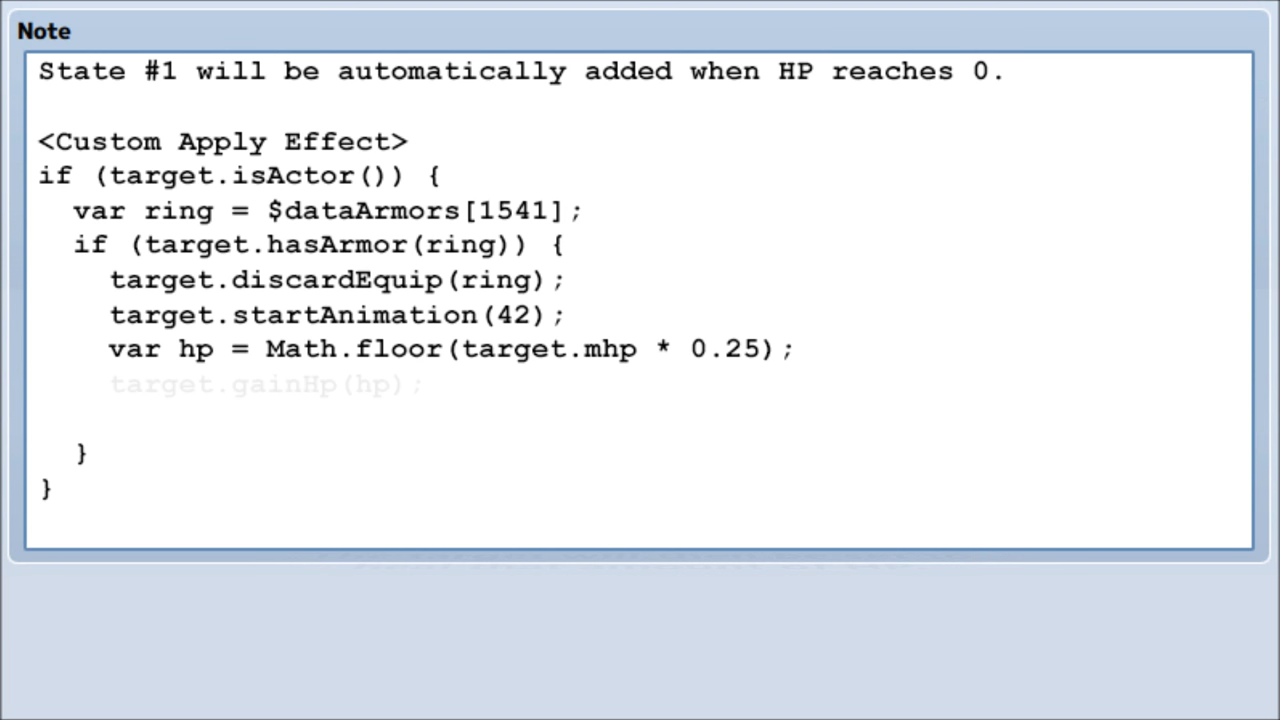 Note
State #1 will be automatically added when HP reaches 0.
<Custom Apply Effect>
if (target.isActor()) {
  var ring = $dataArmors[1541];
  if (target.hasArmor(ring)) {
    target.discardEquip(ring);
    target.startAnimation(42);
    var hp = Math.floor(target.mhp * 0.25);
    target.gainHp(hp);
  }
}